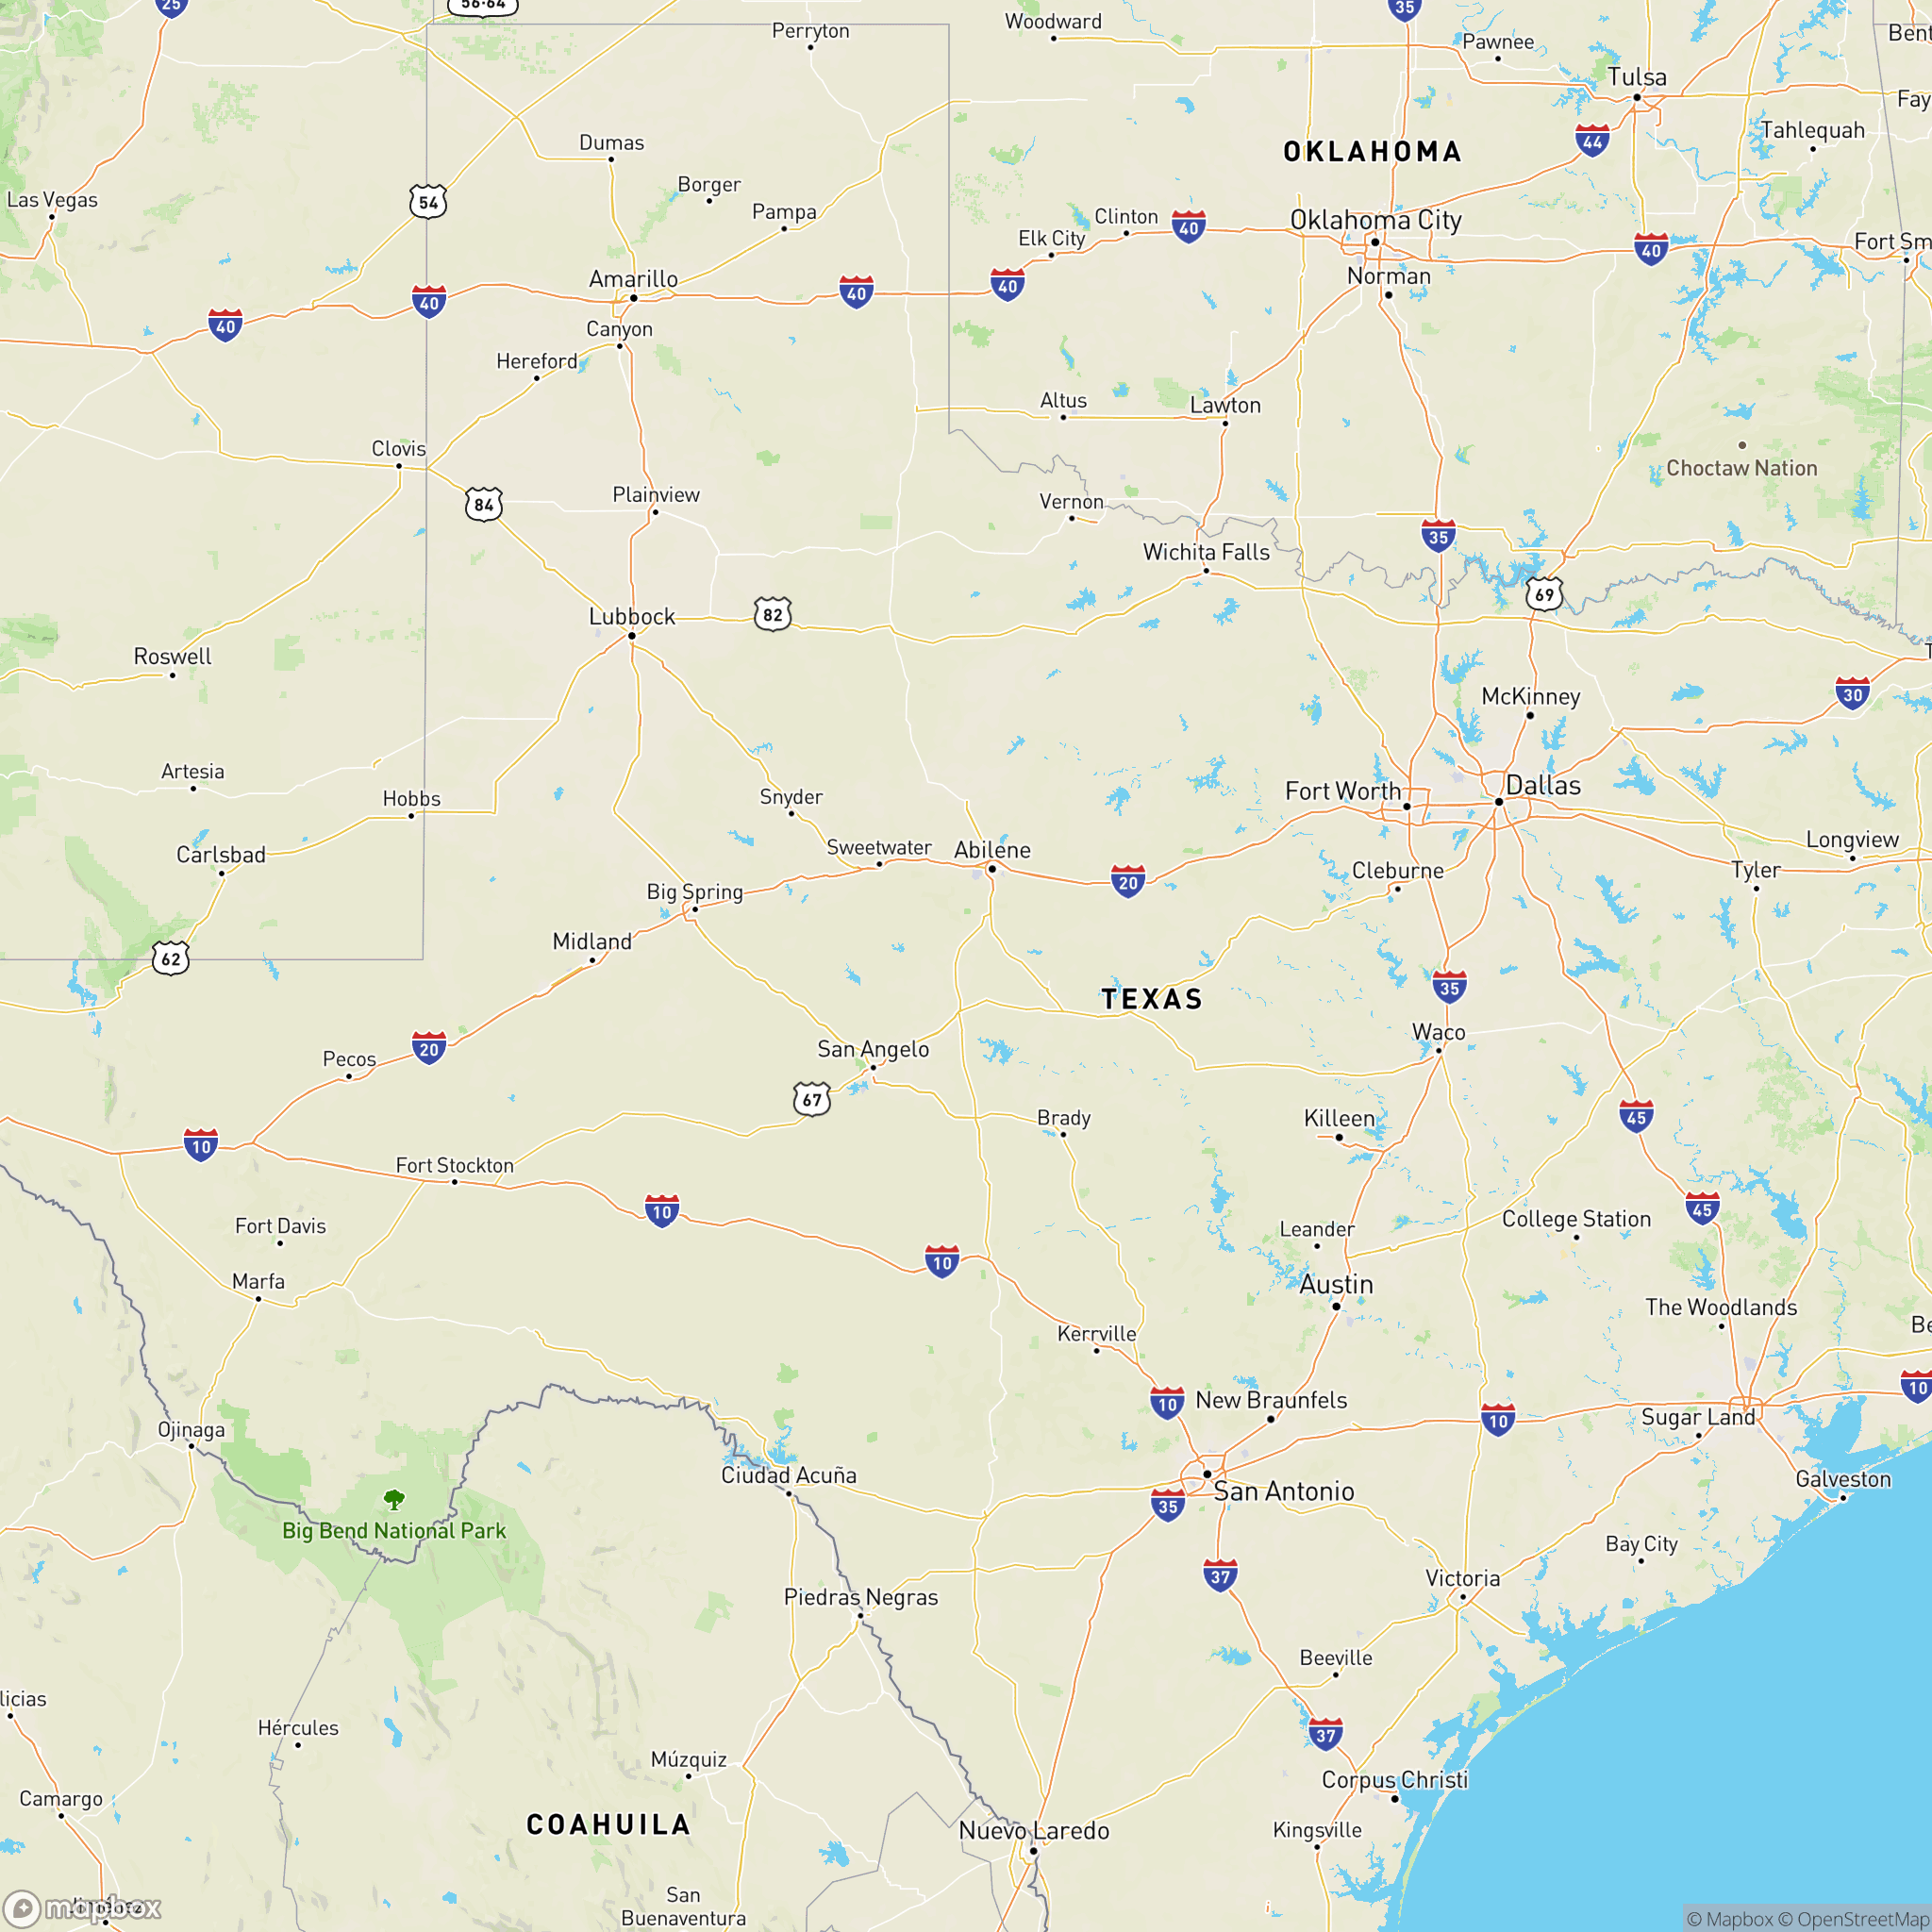 25
56-64
Perryton
Woodward
35
Pawnee
Tulsa
Dumas
OKLAHOMA
44
Tahlequah
Las Vegas
54
Borger
Pampa
Clinton
40
Oklahoma City
Elk City
40
Norman
Amarillo
40
40
40
40
Canyon
Hereford
Altus
Lawton
Clovis
Choctaw Nation
84
Plainview
Vernon
35
Wichita Falls
69
Lubbock
82
Roswell
McKinney
30
Artesia
Hobbs
Snyder
Fort Worth
Dallas
Carlsbad
Sweetwater
Abilene
20
Cleburne
Longview
Tyler
Big Spring
Midland
62
TEXAS
35
Waco
San Angelo
20
Pecos
67
Brady
Killeen
45
10
Fort Stockton
10
45
Fort Davis
College Station
Leander
10
Marfa
Austin
The Woodlands
Kerrville
10
10
New Braunfels
10
Sugar Land
Ojinaga
Ciudad Acuña
San Antonio
35
Galveston
Big Bend National Park
Bay City
37
Victoria
Piedras Negras
Beeville
licias
Hércules
37
Múzquiz
Corpus Christi
Camargo
COAHUILA
Nuevo Laredo
Kingsville
San
Buenaventura
mapbox
© Mapbox © OpenStreetMap